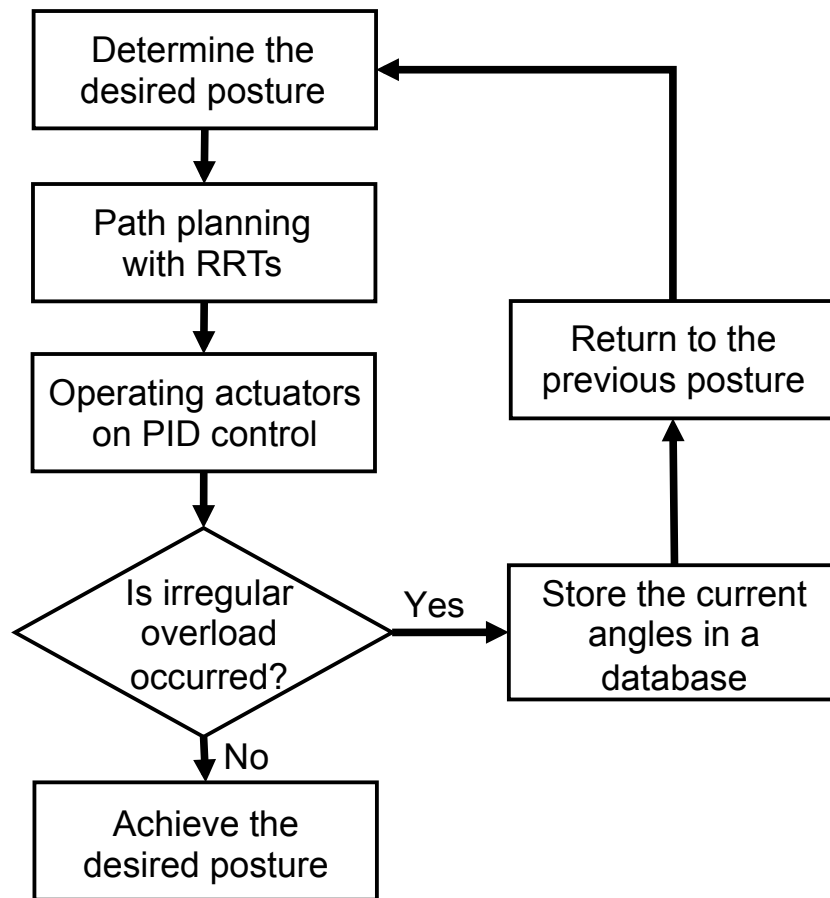 Determine the
desired posture
Path planning
with RRTs
Operating actuators
on PID control
Is irregular
overload
occurred?
Yes
Store the current
angles in a
database
Return to the
previous posture
No
Achieve the
desired posture